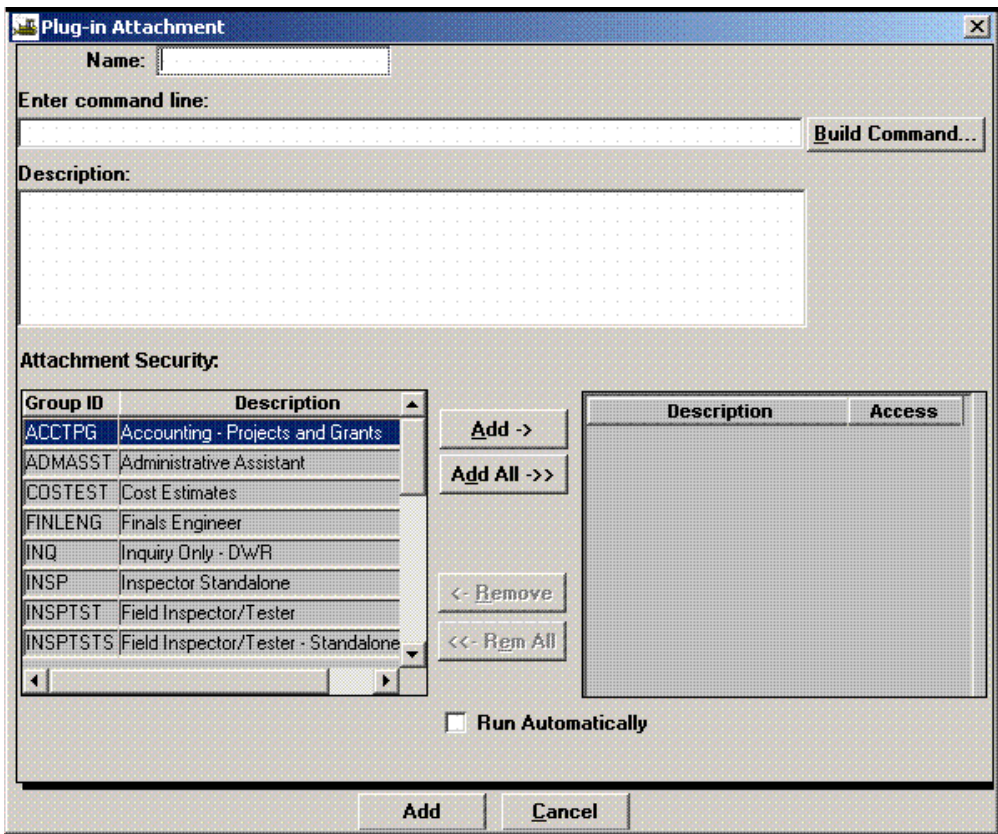 Plug-in Attachment
Name:
Enter command line:
Build Command...
Description:
Attachment Security:
Group ID Description
ACCTPG Accounting - Projects and Grants
ADMASST Administrative Assistant
COSTEST Cost Estimates
FINLENG Finals Engineer
INQ Inquiry Only - DWR
INSP Inspector Standalone
INSPTST Field Inspector/Tester
INSPTSTS Field Inspector/Tester - Standalone
Add ->
Add All ->>
<- Remove
<<- Rem All
Description Access
Run Automatically
Add Cancel